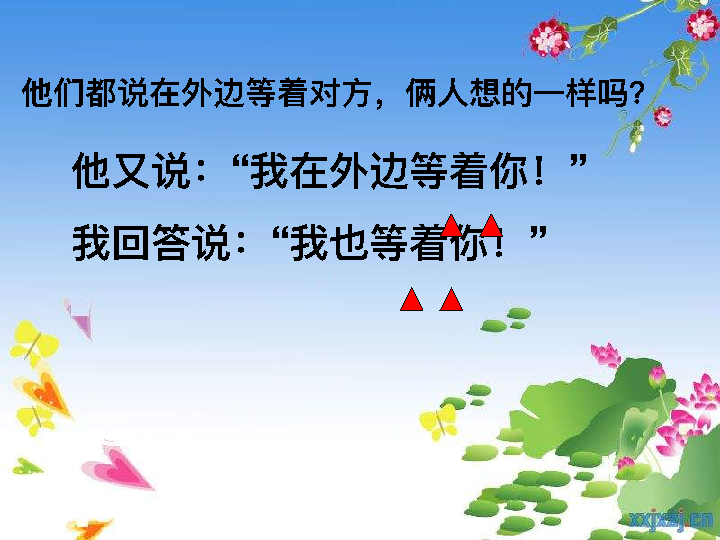 他们都说在外边等着对方，俩人想的一样吗?
他又说：“我在外边等着你！”
我回答说：“我也等着你！”
xxjxsj.cn